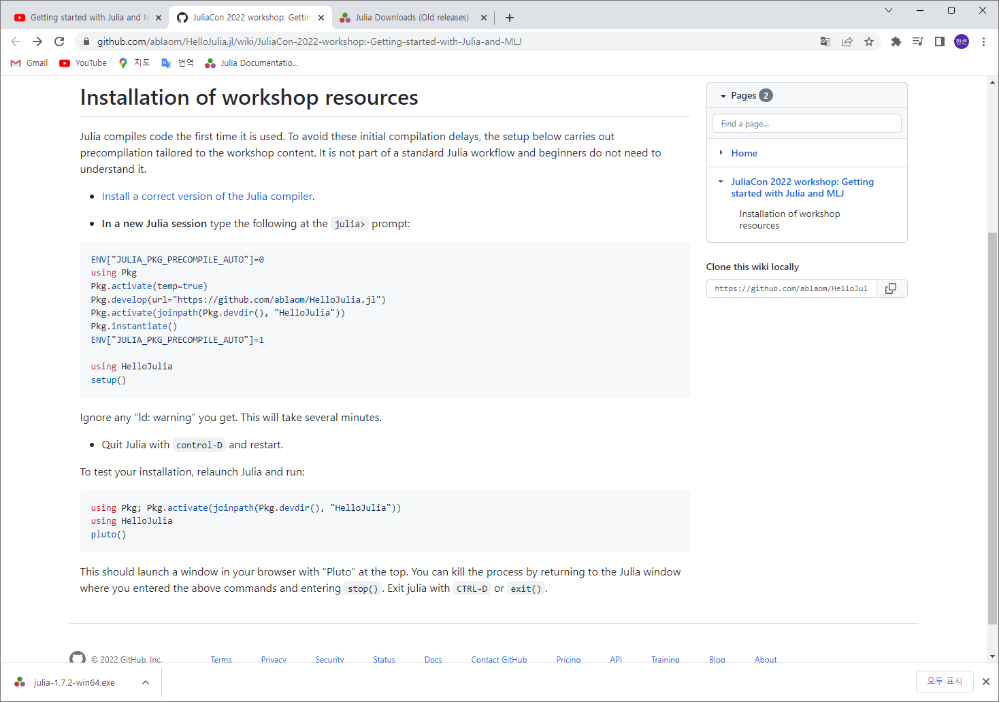 Getting started with Julia and M
JuliaCon 2022 workshop: Gettin
Julia Downloads (Old releases)
github.com/ablaom/HelloJulia.jl/wiki/JuliaCon-2022-workshop:-Getting-started-with-Julia-and-MLJ
한큰
Gmail
YouTube
지도
번역
Julia Documentatio...
Installation of workshop resources
Julia compiles code the first time it is used. To avoid these initial compilation delays, the setup below carries out
precompilation tailored to the workshop content. It is not part of a standard Julia workflow and beginners do not need to
understand it.
Install a correct version of the Julia compiler.
In a new Julia session type the following at the julia> prompt:
ENV["JULIA_PKG_PRECOMPILE_AUTO"]=0
using Pkg
Pkg.activate(temp=true)
Pkg.develop(url="https://github.com/ablaom/HelloJulia.jl")
Pkg.activate(joinpath(Pkg.devdir(), "HelloJulia"))
Pkg.instantiate()
ENV["JULIA_PKG_PRECOMPILE_AUTO"]=1
using HelloJulia
setup()
Ignore any "ld: warning" you get. This will take several minutes.
Quit Julia with control-D and restart.
To test your installation, relaunch Julia and run:
using Pkg; Pkg.activate(joinpath(Pkg.devdir(), "HelloJulia"))
using HelloJulia
pluto()
This should launch a window in your browser with "Pluto" at the top. You can kill the process by returning to the Julia window
where you entered the above commands and entering stop(). Exit julia with CTRL-D or exit().
Pages 2
Find a page...
Home
JuliaCon 2022 workshop: Getting
started with Julia and MLJ
Installation of workshop
resources
Clone this wiki locally
https://github.com/ablaom/HelloJul
© 2022 GitHub, Inc.
Terms
Privacy
Security
Status
Docs
Contact GitHub
Pricing
API
Training
Blog
About
julia-1.7.2-win64.exe
모두 표시